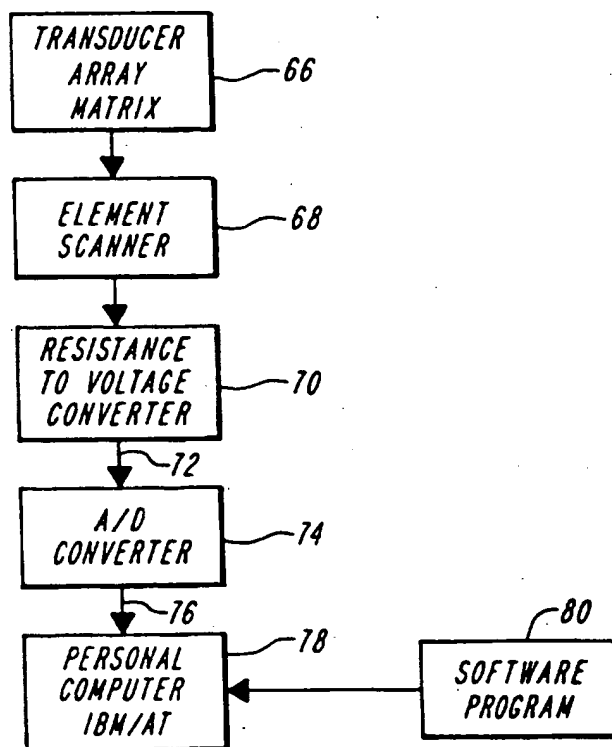 TRANSDUCER
ARRAY
MATRIX
66
ELEMENT
SCANNER
68
RESISTANCE
TO VOLTAGE
CONVERTER
70
72
A/D
CONVERTER
74
76
PERSONAL
COMPUTER
IBM/AT
78
80
SOFTWARE
PROGRAM